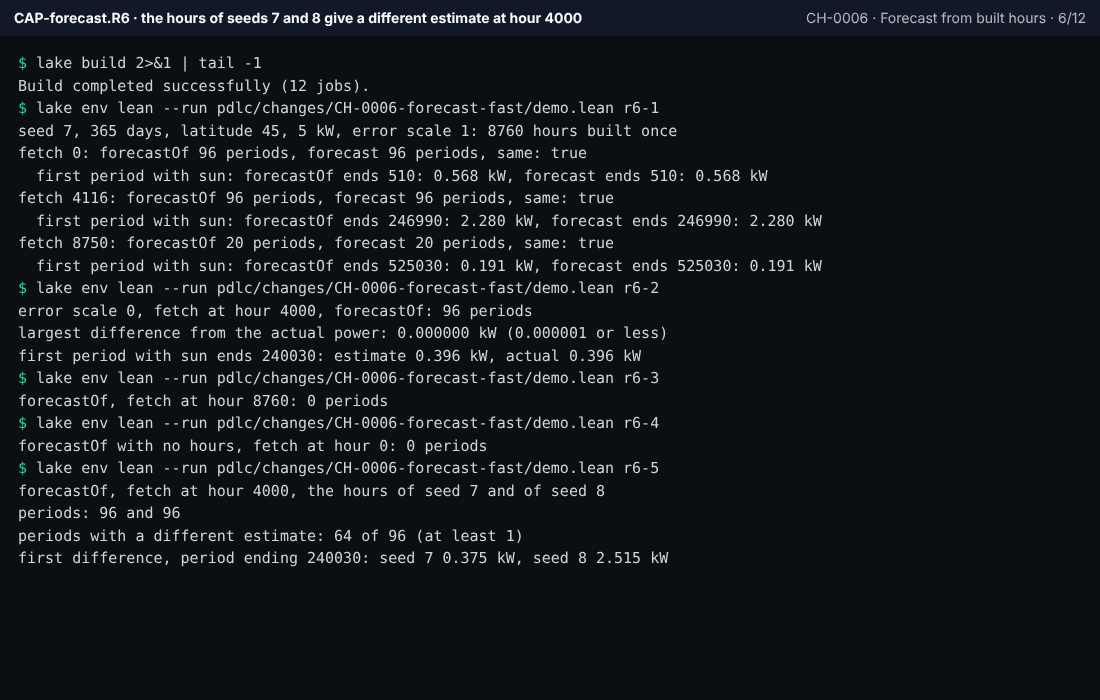 CAP-forecast.R6 · the hours of seeds 7 and 8 give a different estimate at hour 4000
CH-0006 · Forecast from built hours · 6/12
$ lake build 2>&1 | tail -1
Build completed successfully (12 jobs).
$ lake env lean --run pdlc/changes/CH-0006-forecast-fast/demo.lean r6-1
seed 7, 365 days, latitude 45, 5 kW, error scale 1: 8760 hours built once
fetch 0: forecastOf 96 periods, forecast 96 periods, same: true
  first period with sun: forecastOf ends 510: 0.568 kW, forecast ends 510: 0.568 kW
fetch 4116: forecastOf 96 periods, forecast 96 periods, same: true
  first period with sun: forecastOf ends 246990: 2.280 kW, forecast ends 246990: 2.280 kW
fetch 8750: forecastOf 20 periods, forecast 20 periods, same: true
  first period with sun: forecastOf ends 525030: 0.191 kW, forecast ends 525030: 0.191 kW
$ lake env lean --run pdlc/changes/CH-0006-forecast-fast/demo.lean r6-2
error scale 0, fetch at hour 4000, forecastOf: 96 periods
largest difference from the actual power: 0.000000 kW (0.000001 or less)
first period with sun ends 240030: estimate 0.396 kW, actual 0.396 kW
$ lake env lean --run pdlc/changes/CH-0006-forecast-fast/demo.lean r6-3
forecastOf, fetch at hour 8760: 0 periods
$ lake env lean --run pdlc/changes/CH-0006-forecast-fast/demo.lean r6-4
forecastOf with no hours, fetch at hour 0: 0 periods
$ lake env lean --run pdlc/changes/CH-0006-forecast-fast/demo.lean r6-5
forecastOf, fetch at hour 4000, the hours of seed 7 and of seed 8
periods: 96 and 96
periods with a different estimate: 64 of 96 (at least 1)
first difference, period ending 240030: seed 7 0.375 kW, seed 8 2.515 kW